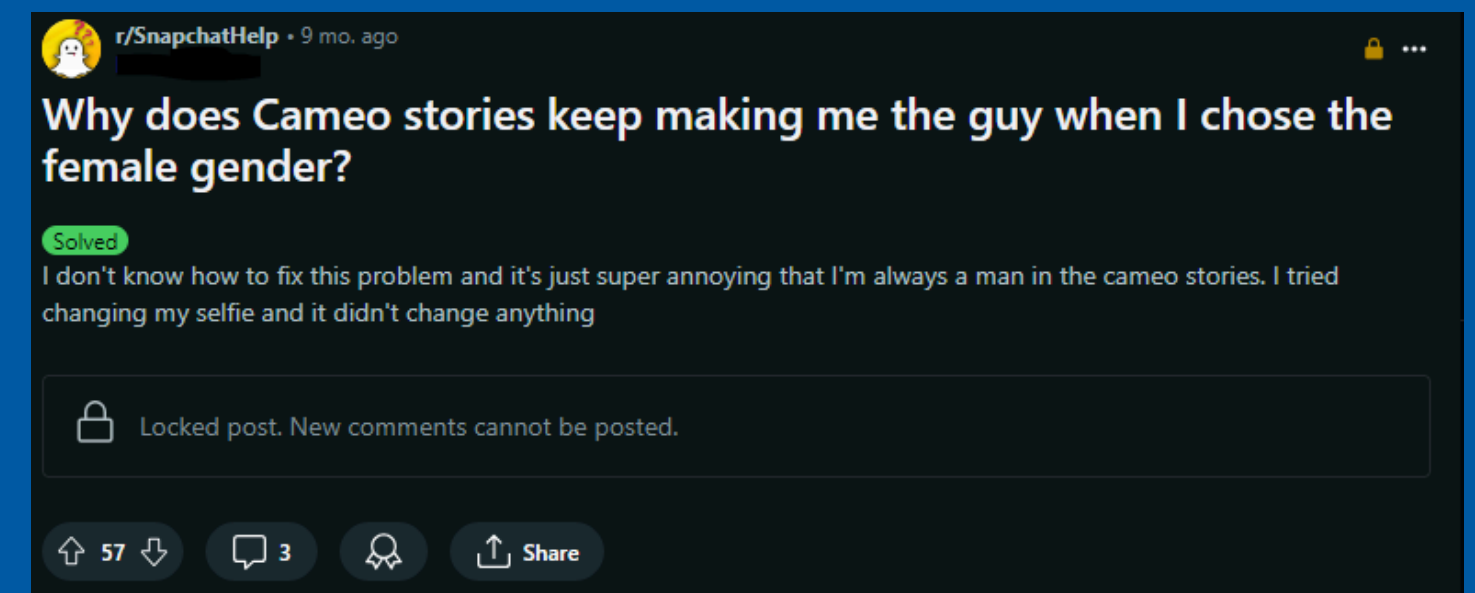 r/SnapchatHelp • 9 mo. ago
Why does Cameo stories keep making me the guy when I chose the
female gender?
Solved
I don't know how to fix this problem and it's just super annoying that I'm always a man in the cameo stories. I tried
changing my selfie and it didn't change anything
Locked post. New comments cannot be posted.
57 3 Share